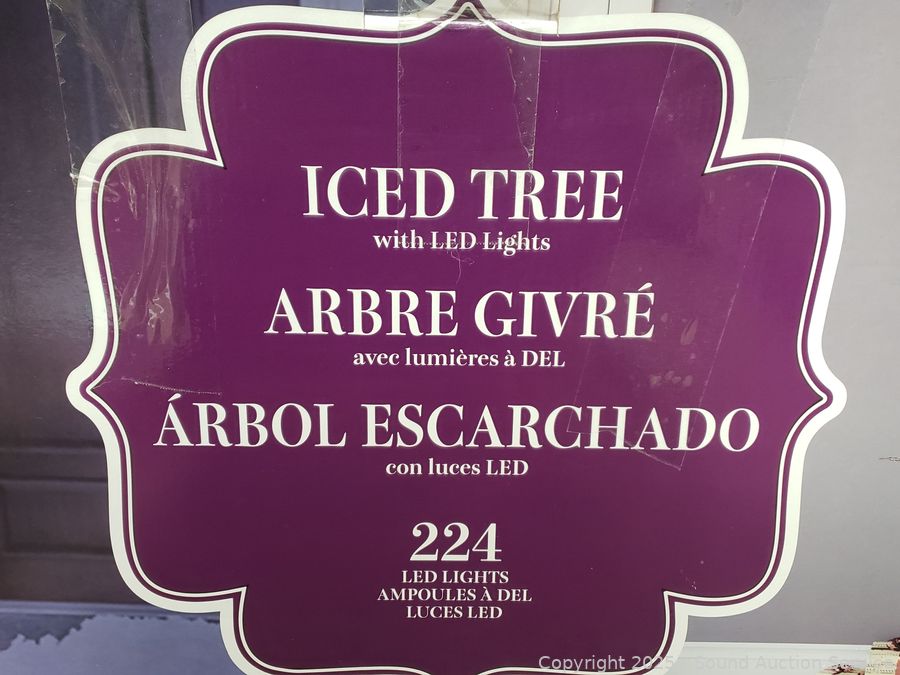 ICED TREE
with LED Lights
ARBRE GIVRÉ
avec lumières à DEL
ÁRBOL ESCARCHADO
con luces LED
224
LED LIGHTS
AMPOULES À DEL
LUCES LED
Copyright 2025 Sound Auction